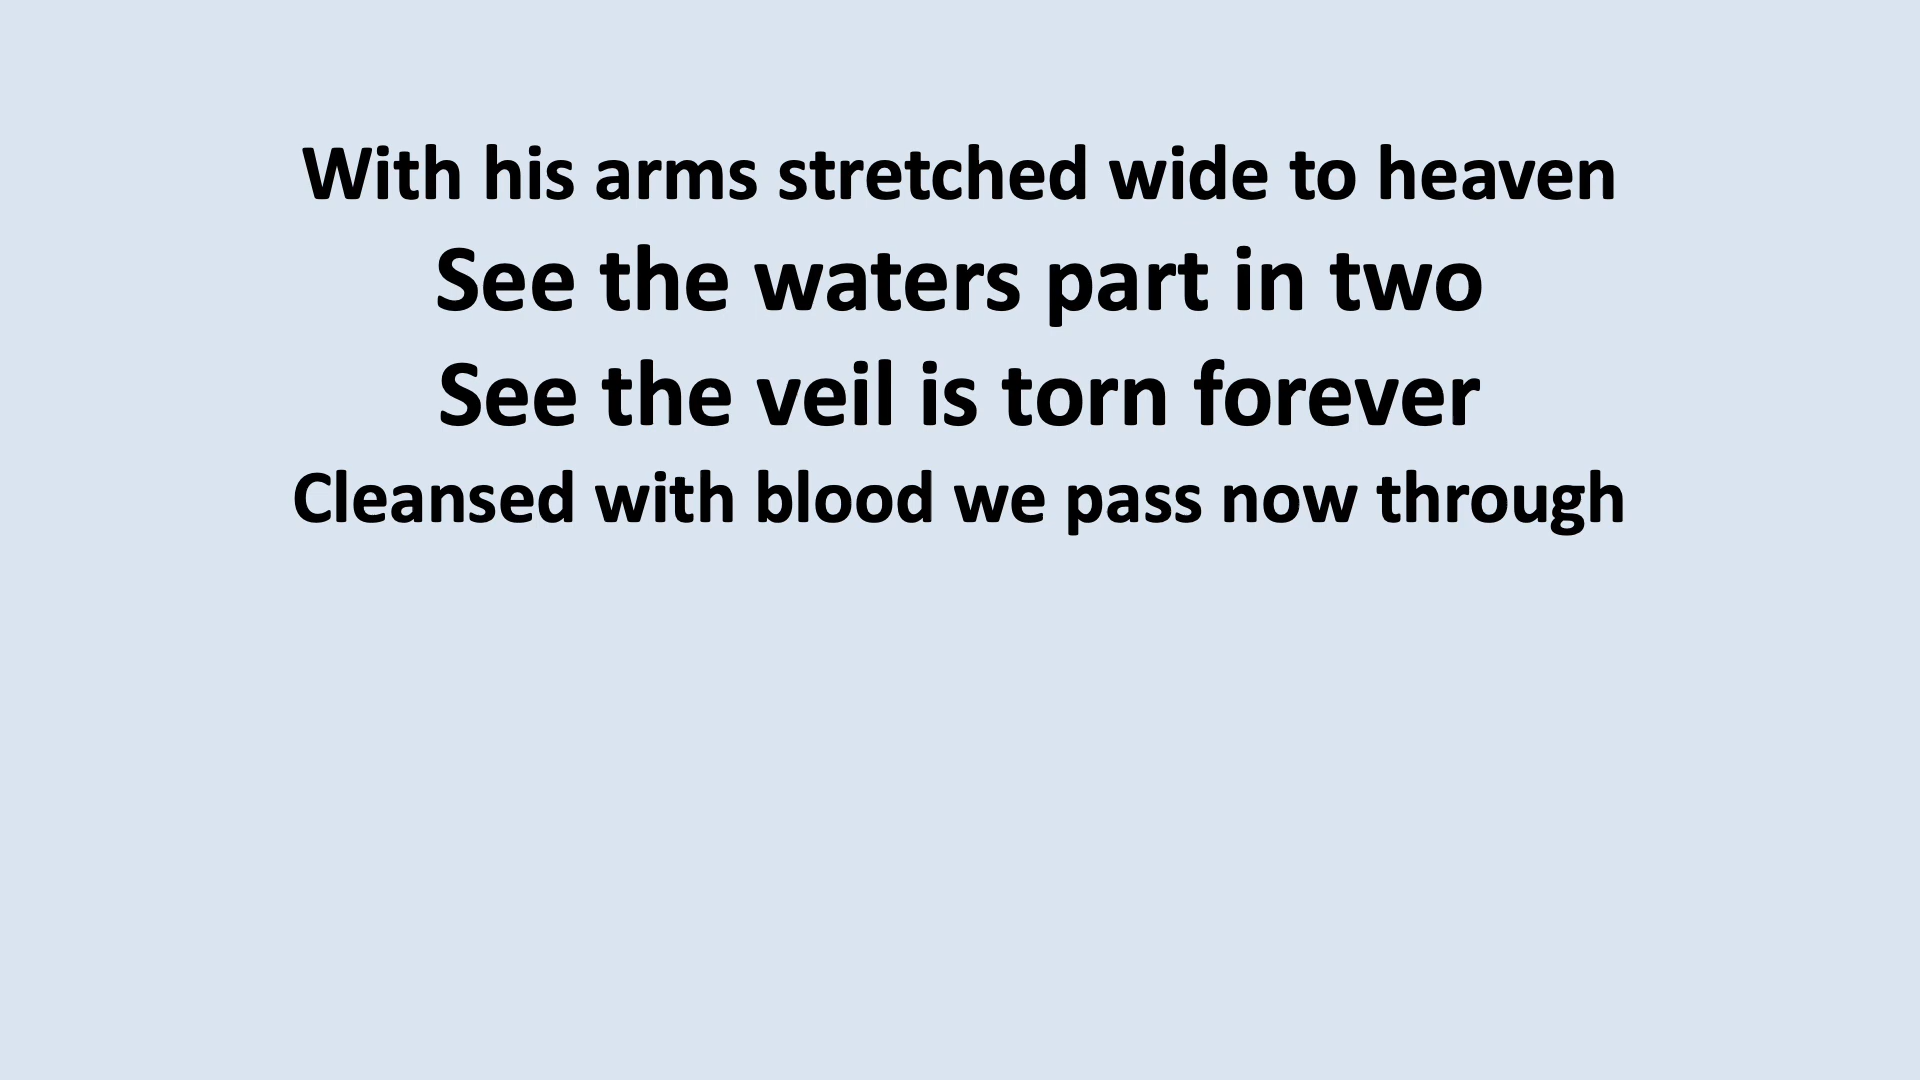 With his arms stretched wide to heaven
See the waters part in two
See the veil is torn forever
Cleansed with blood we pass now through